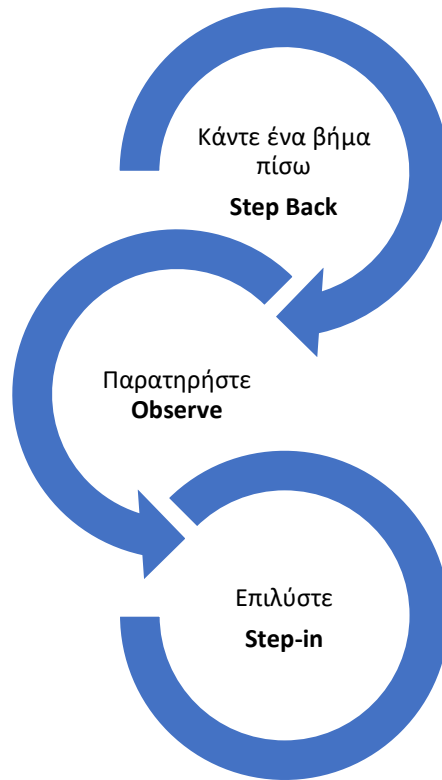 Κάντε ένα βήμα
πίσω
Step Back
Παρατηρήστε
Observe
Επιλύστε
Step-in